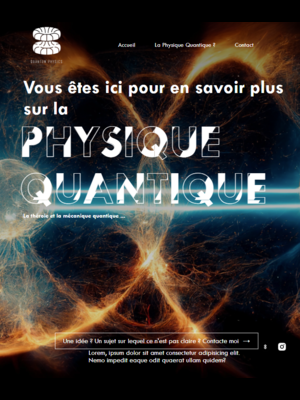 QUANTUM PHYSICS
Accueil
La Physique Quantique ?
Contact
Vous êtes ici pour en savoir plus
sur la
PHYSIQUE
QUANTIQUE
La théorie et la mécanique quantique ...
Une idée ? Un sujet sur lequel ce n'est pas claire ? Contacte moi →
Lorem, ipsum dolor sit amet consectetur adipisicing elit.
Nemo impedit eaque odit quaerat ullam quidem?